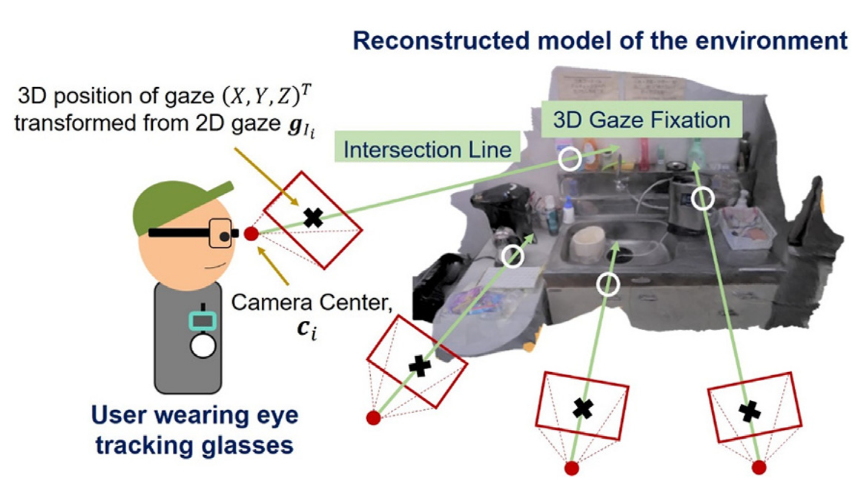 Reconstructed model of the environment
3D position of gaze (X, Y, Z)ᵀ
transformed from 2D gaze 𝒈_{I_i}
3D Gaze Fixation
Intersection Line
Camera Center,
𝒄_i
User wearing eye
tracking glasses